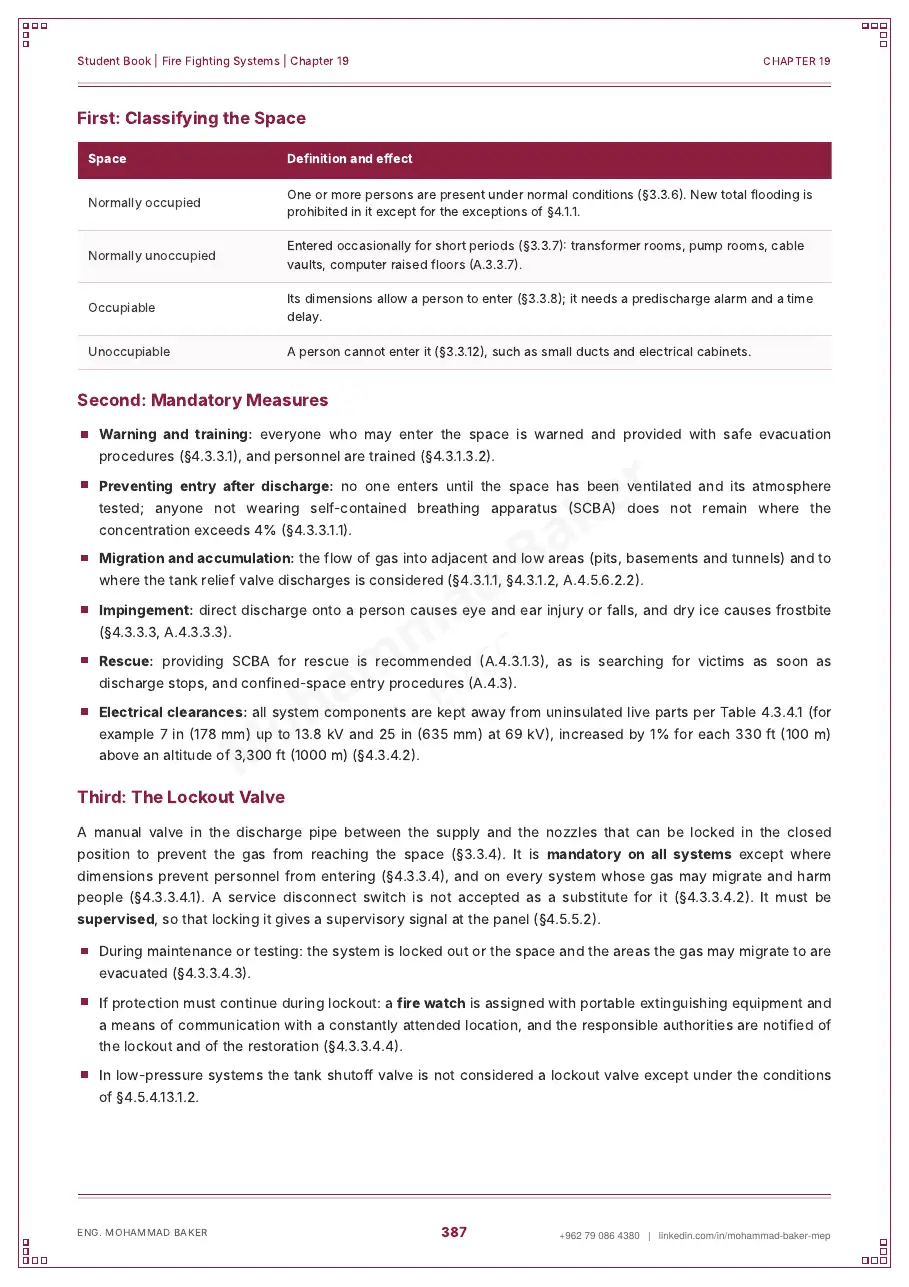 Student Book | Fire Fighting Systems | Chapter 19
CHAPTER 19
First: Classifying the Space
Space
Definition and effect
Normally occupied
One or more persons are present under normal conditions (§3.3.6). New total flooding is
prohibited in it except for the exceptions of §4.1.1.
Normally unoccupied
Entered occasionally for short periods (§3.3.7): transformer rooms, pump rooms, cable
vaults, computer raised floors (A.3.3.7).
Occupiable
Its dimensions allow a person to enter (§3.3.8); it needs a predischarge alarm and a time
delay.
Unoccupiable
A person cannot enter it (§3.3.12), such as small ducts and electrical cabinets.
Second: Mandatory Measures
Warning and training: everyone who may enter the space is warned and provided with safe evacuation
procedures (§4.3.3.1), and personnel are trained (§4.3.1.3.2).
Preventing entry after discharge: no one enters until the space has been ventilated and its atmosphere
tested; anyone not wearing self-contained breathing apparatus (SCBA) does not remain where the
concentration exceeds 4% (§4.3.3.1.1).
Migration and accumulation: the flow of gas into adjacent and low areas (pits, basements and tunnels) and to
where the tank relief valve discharges is considered (§4.3.1.1, §4.3.1.2, A.4.5.6.2.2).
Impingement: direct discharge onto a person causes eye and ear injury or falls, and dry ice causes frostbite
(§4.3.3.3, A.4.3.3.3).
Rescue: providing SCBA for rescue is recommended (A.4.3.1.3), as is searching for victims as soon as
discharge stops, and confined-space entry procedures (A.4.3).
Electrical clearances: all system components are kept away from uninsulated live parts per Table 4.3.4.1 (for
example 7 in (178 mm) up to 13.8 kV and 25 in (635 mm) at 69 kV), increased by 1% for each 330 ft (100 m)
above an altitude of 3,300 ft (1000 m) (§4.3.4.2).
Third: The Lockout Valve
A manual valve in the discharge pipe between the supply and the nozzles that can be locked in the closed
position to prevent the gas from reaching the space (§3.3.4). It is mandatory on all systems except where
dimensions prevent personnel from entering (§4.3.3.4), and on every system whose gas may migrate and harm
people (§4.3.3.4.1). A service disconnect switch is not accepted as a substitute for it (§4.3.3.4.2). It must be
supervised, so that locking it gives a supervisory signal at the panel (§4.5.5.2).
During maintenance or testing: the system is locked out or the space and the areas the gas may migrate to are
evacuated (§4.3.3.4.3).
If protection must continue during lockout: a fire watch is assigned with portable extinguishing equipment and
a means of communication with a constantly attended location, and the responsible authorities are notified of
the lockout and of the restoration (§4.3.3.4.4).
In low-pressure systems the tank shutoff valve is not considered a lockout valve except under the conditions
of §4.5.4.13.1.2.
ENG. MOHAMMAD BAKER
387
+962 79 086 4380 | linkedin.com/in/mohammad-baker-mep